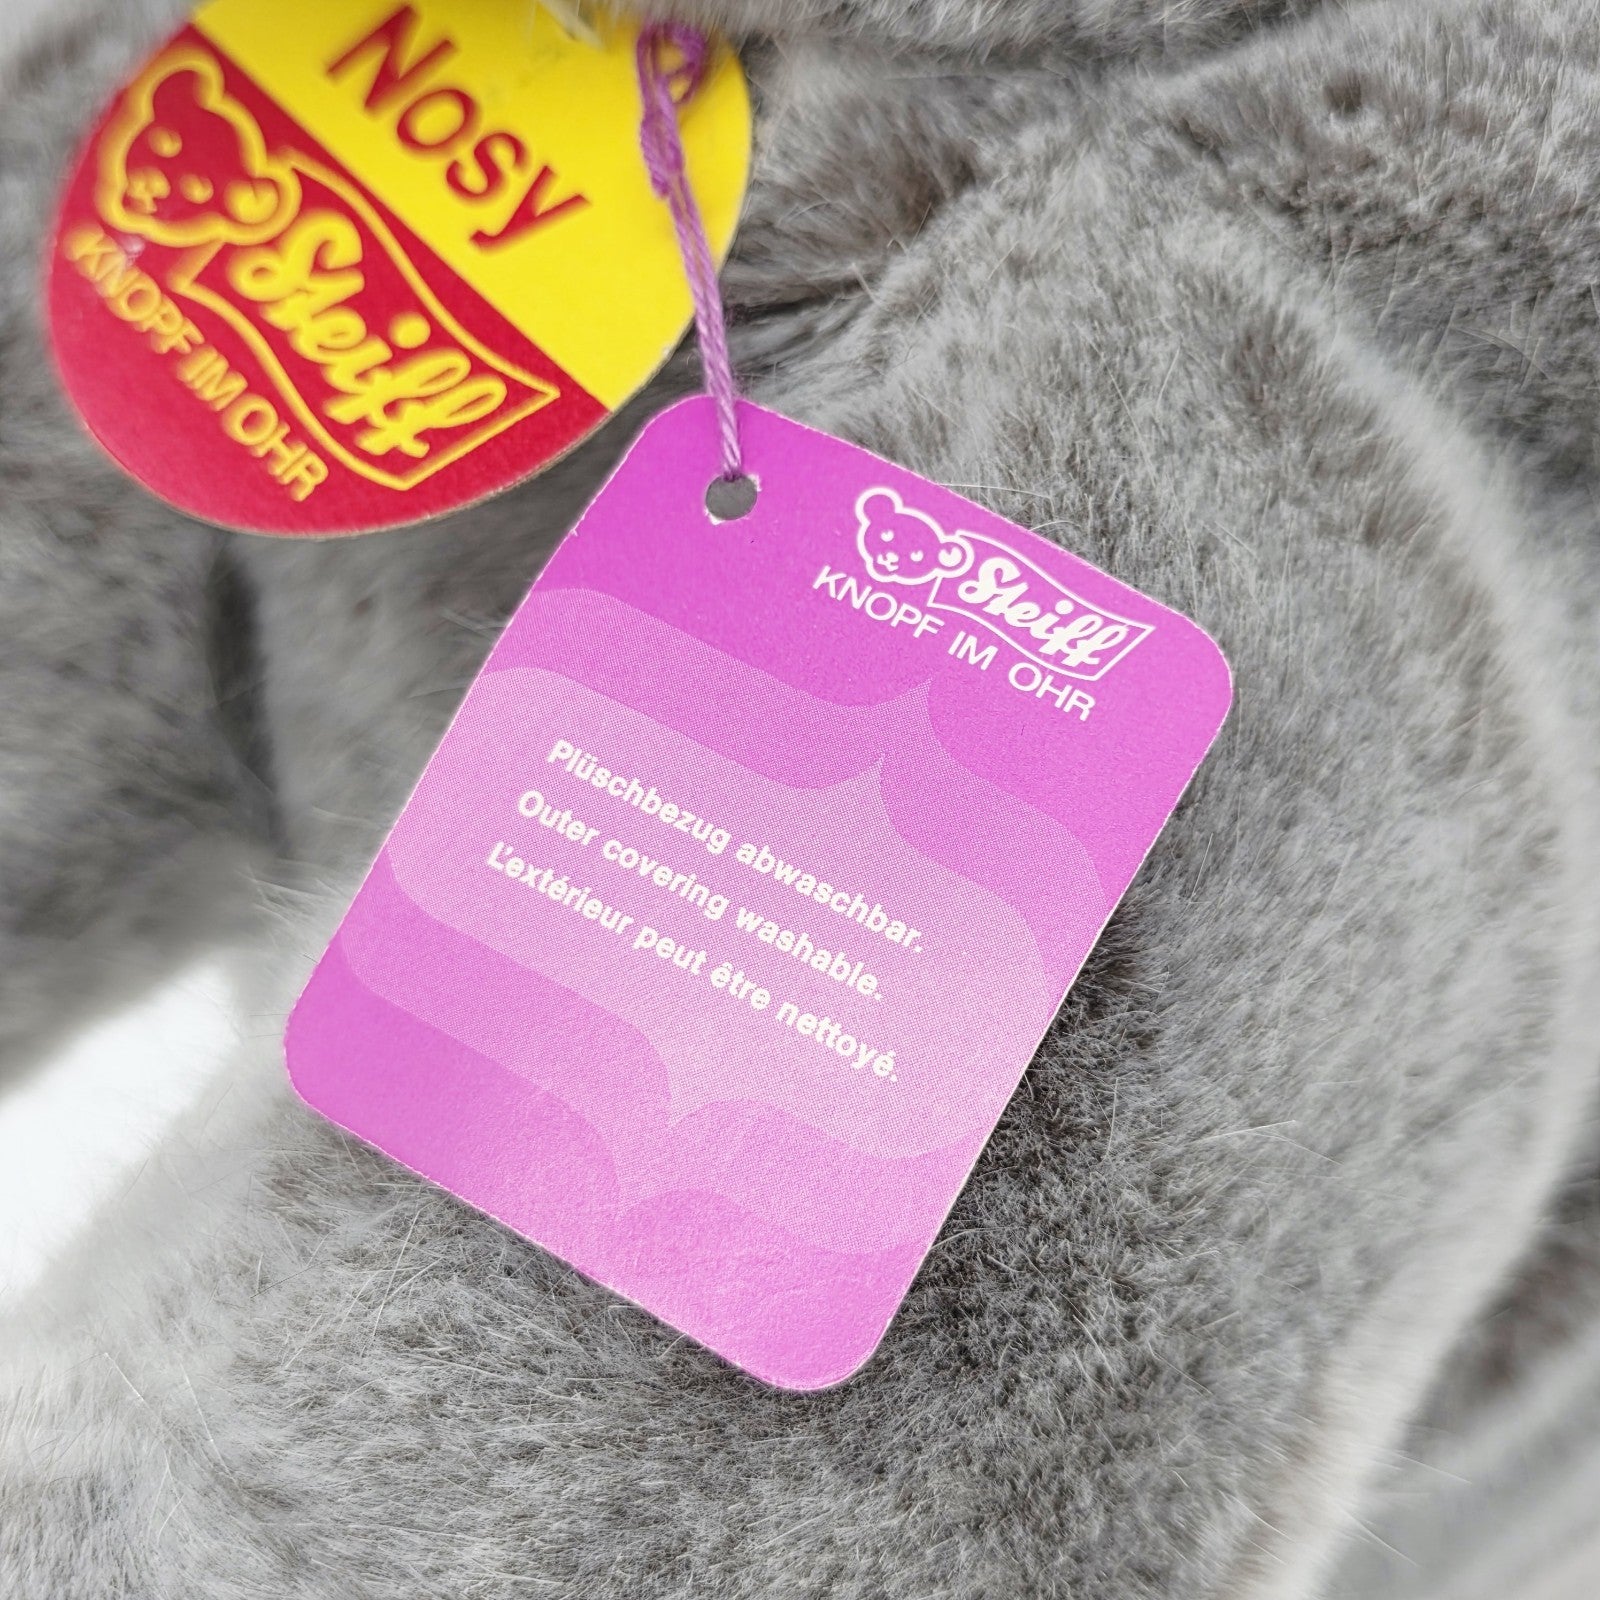 Nosy
Steiff
KNOPF IM OHR
Steiff
KNOPF IM OHR
Plüschbezug abwaschbar.
Outer covering washable.
L'extérieur peut être nettoyé.